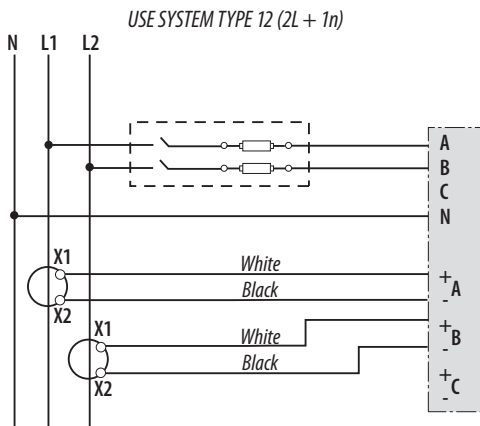 USE SYSTEM TYPE 12 (2L + 1n)
N L1 L2
A
B
C
N
X1 White + A
X2 Black -
X1 White + B
X2 Black -
+ C
-